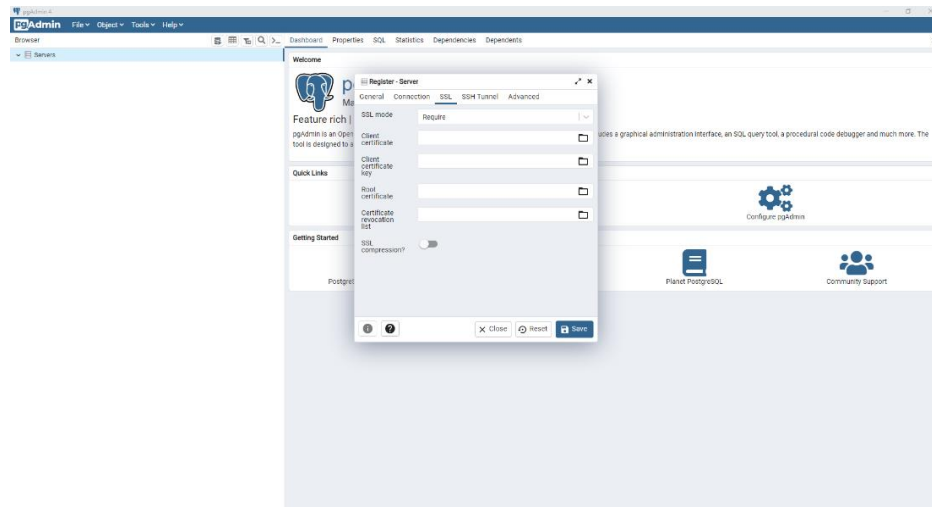 pgAdmin 4
pgAdmin File Object Tools Help
Browser
Dashboard Properties SQL Statistics Dependencies Dependents
Servers
Welcome
Register - Server
General Connection SSL SSH Tunnel Advanced
SSL mode
Require
Client
certificate
Client
certificate
key
Root
certificate
Certificate
revocation
list
SSL
compression?
Close Reset Save
p
Ma
Feature rich |
pgAdmin is an Open
udes a graphical administration interface, an SQL query tool, a procedural code debugger and much more. The
tool is designed to a
Quick Links
Configure pgAdmin
Getting Started
Postgre
Planet PostgreSQL
Community Support